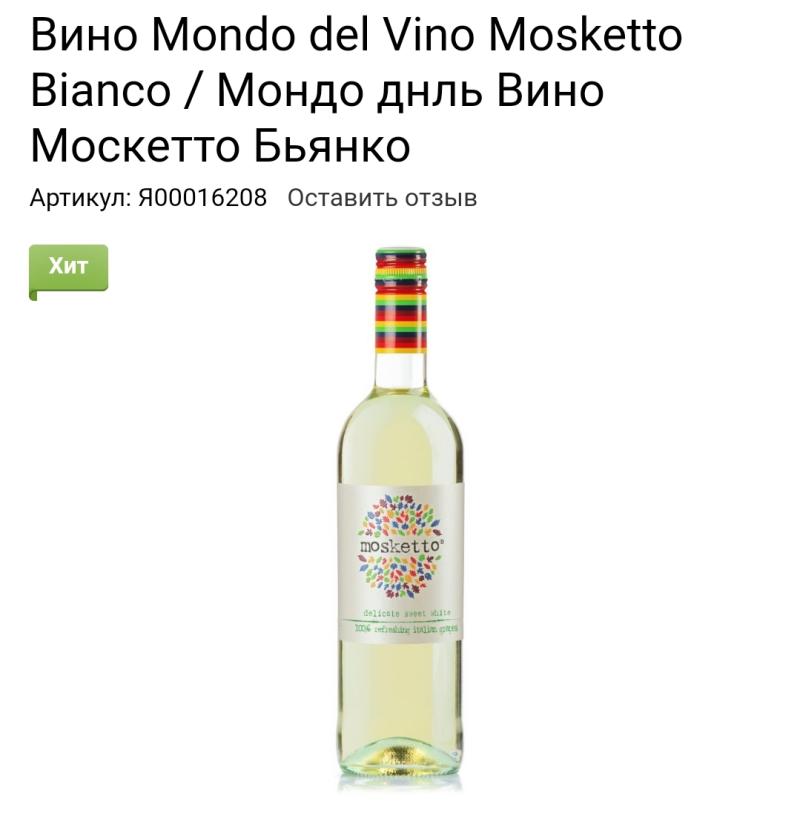 Вино Mondo del Vino Mosketto
Bianco / Мондо днль Вино
Москетто Бьянко
Артикул: Я00016208 Оставить отзыв
Хит
mosketto®
delicate sweet white
100% refreshing italian grapes